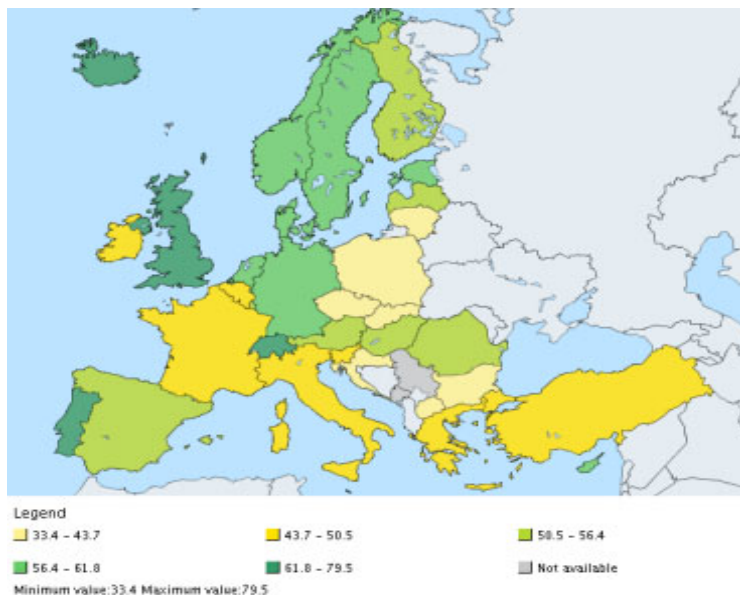 Legend
33.4 - 43.7 43.7 - 50.5 50.5 - 56.4
56.4 - 61.8 61.8 - 79.5 Not available
Minimum value:33.4 Maximum value:79.5